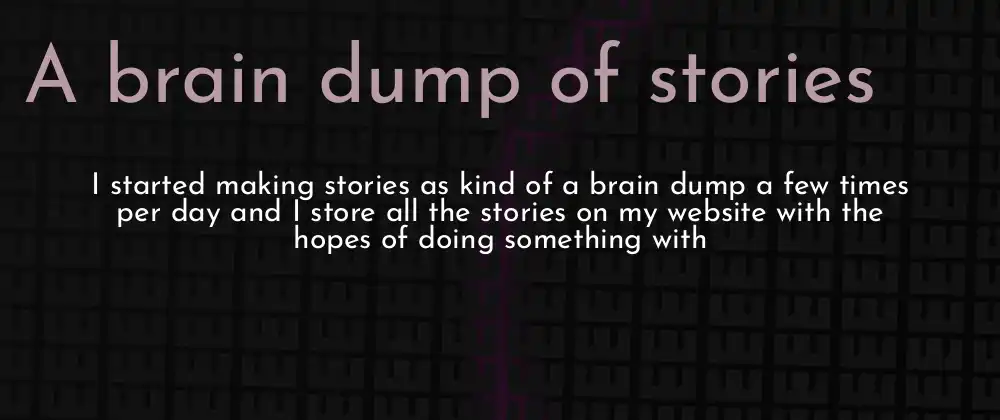 A brain dump of stories
I started making stories as kind of a brain dump a few times
per day and I store all the stories on my website with the
hopes of doing something with